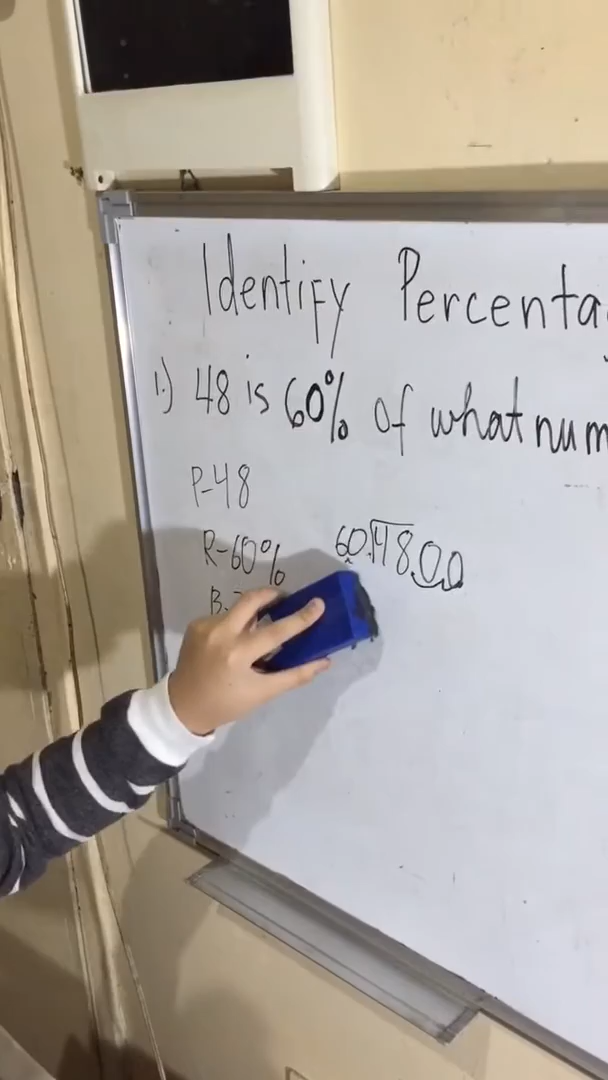 Identify Percenta
1.) 48 is 60% of what num
P-48
R-60% 60.48.00
B-